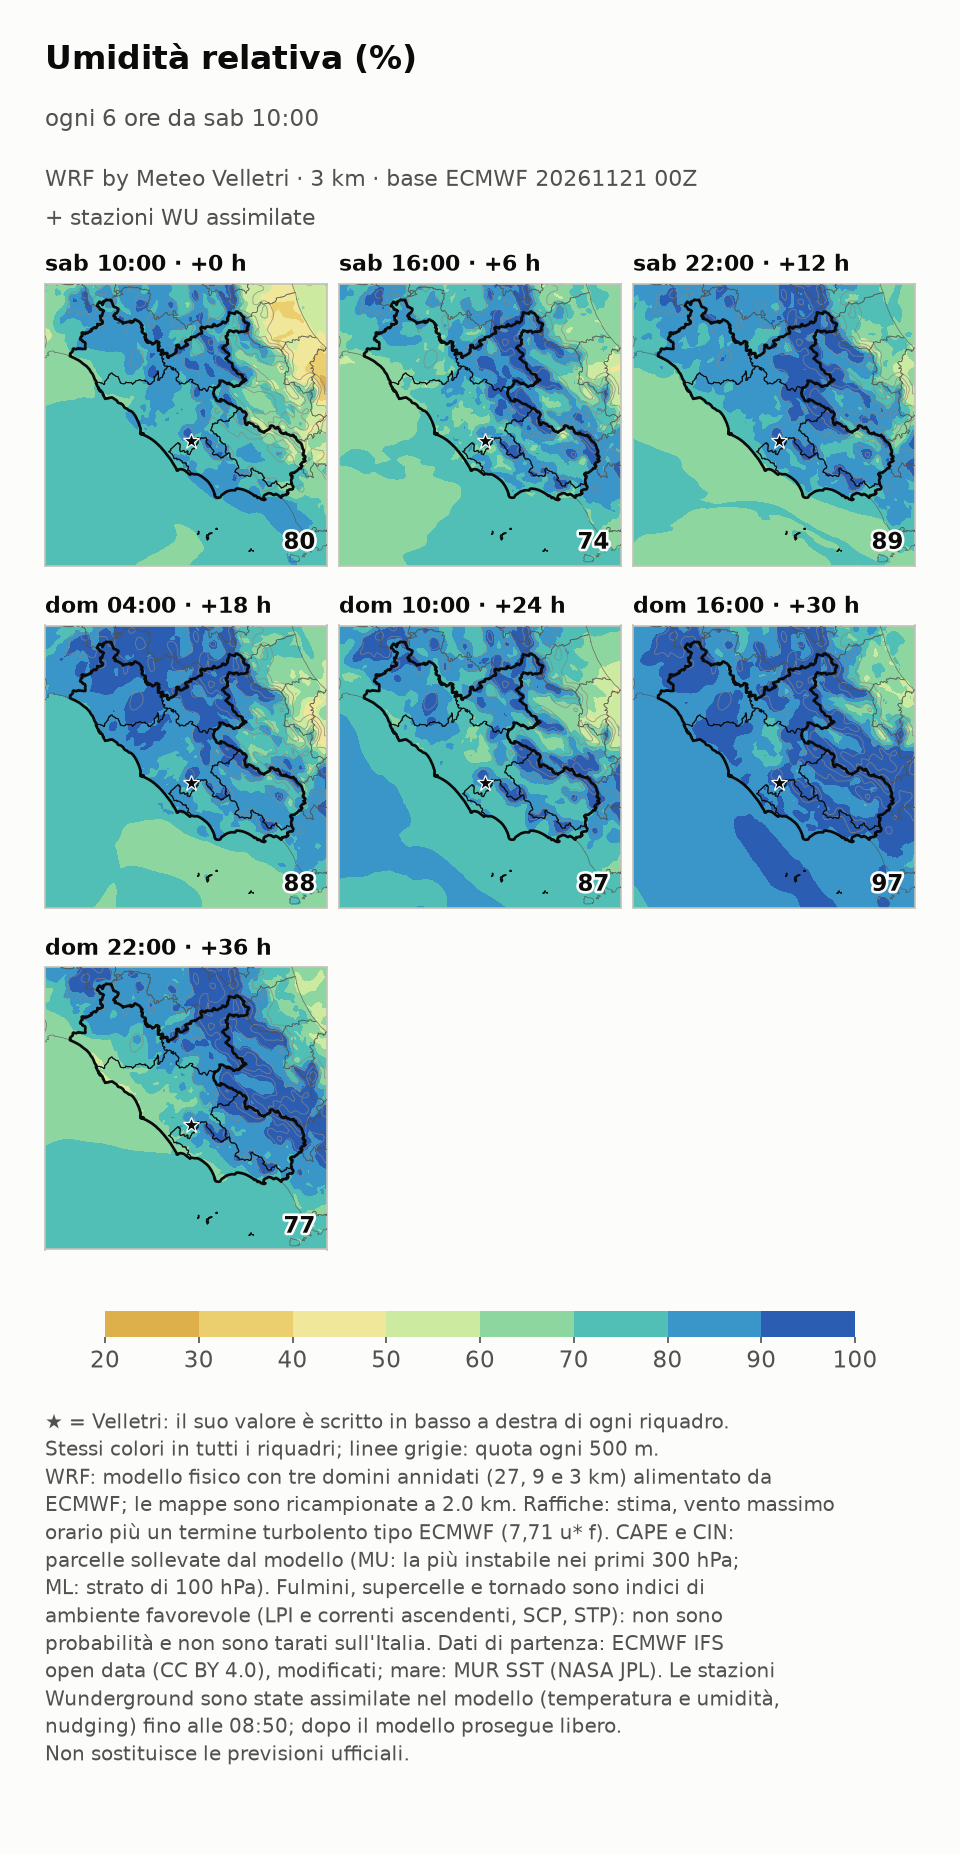 Umidità relativa (%)
ogni 6 ore da sab 10:00
WRF by Meteo Velletri · 3 km · base ECMWF 20261121 00Z
+ stazioni WU assimilate
sab 10:00 · +0 h
sab 16:00 · +6 h
sab 22:00 · +12 h
80
74
89
dom 04:00 · +18 h
dom 10:00 · +24 h
dom 16:00 · +30 h
88
87
97
dom 22:00 · +36 h
77
20 30 40 50 60 70 80 90 100
★ = Velletri: il suo valore è scritto in basso a destra di ogni riquadro.
Stessi colori in tutti i riquadri; linee grigie: quota ogni 500 m.
WRF: modello fisico con tre domini annidati (27, 9 e 3 km) alimentato da
ECMWF; le mappe sono ricampionate a 2.0 km. Raffiche: stima, vento massimo
orario più un termine turbolento tipo ECMWF (7,71 u* f). CAPE e CIN:
parcelle sollevate dal modello (MU: la più instabile nei primi 300 hPa;
ML: strato di 100 hPa). Fulmini, supercelle e tornado sono indici di
ambiente favorevole (LPI e correnti ascendenti, SCP, STP): non sono
probabilità e non sono tarati sull'Italia. Dati di partenza: ECMWF IFS
open data (CC BY 4.0), modificati; mare: MUR SST (NASA JPL). Le stazioni
Wunderground sono state assimilate nel modello (temperatura e umidità,
nudging) fino alle 08:50; dopo il modello prosegue libero.
Non sostituisce le previsioni ufficiali.